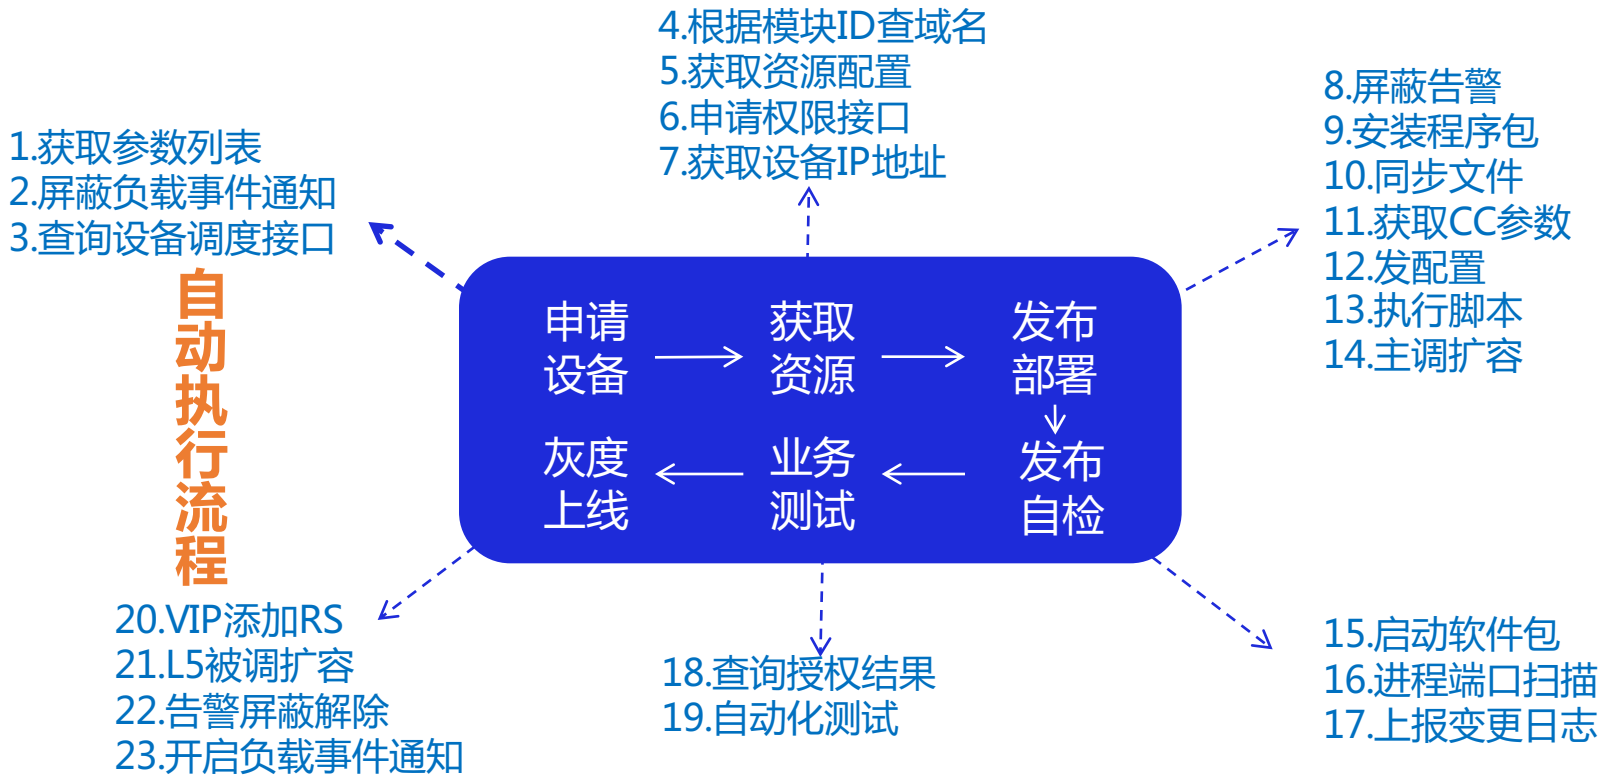 1.获取参数列表
2.屏蔽负载事件通知
3.查询设备调度接口
4.根据模块ID查域名
5.获取资源配置
6.申请权限接口
7.获取设备IP地址
8.屏蔽告警
9.安装程序包
10.同步文件
11.获取CC参数
12.发配置
13.执行脚本
14.主调扩容
自动执行流程
申请
设备
获取
资源
发布
部署
发布
自检
业务
测试
灰度
上线
15.启动软件包
16.进程端口扫描
17.上报变更日志
18.查询授权结果
19.自动化测试
20.VIP添加RS
21.L5被调扩容
22.告警屏蔽解除
23.开启负载事件通知